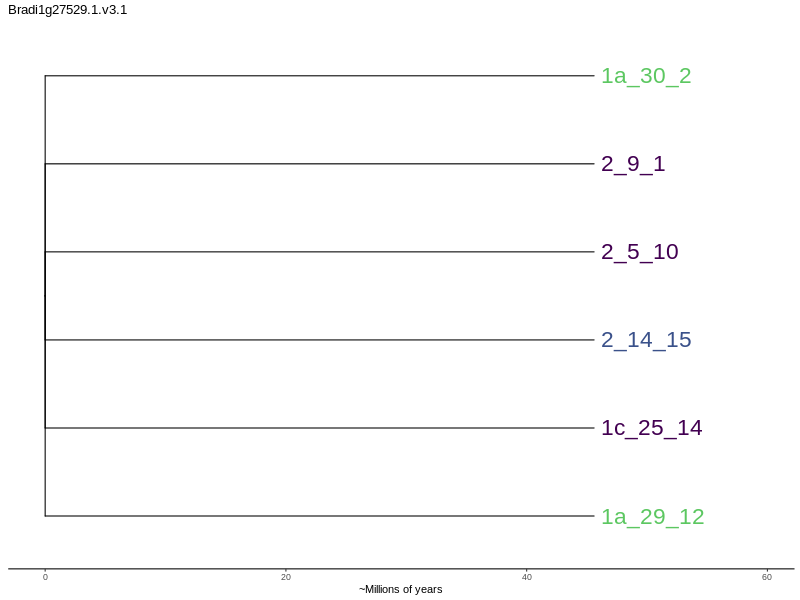 Bradi1g27529.1.v3.1
1a_30_2
2_9_1
2_5_10
2_14_15
1c_25_14
1a_29_12
0 20 40 60
~Millions of years